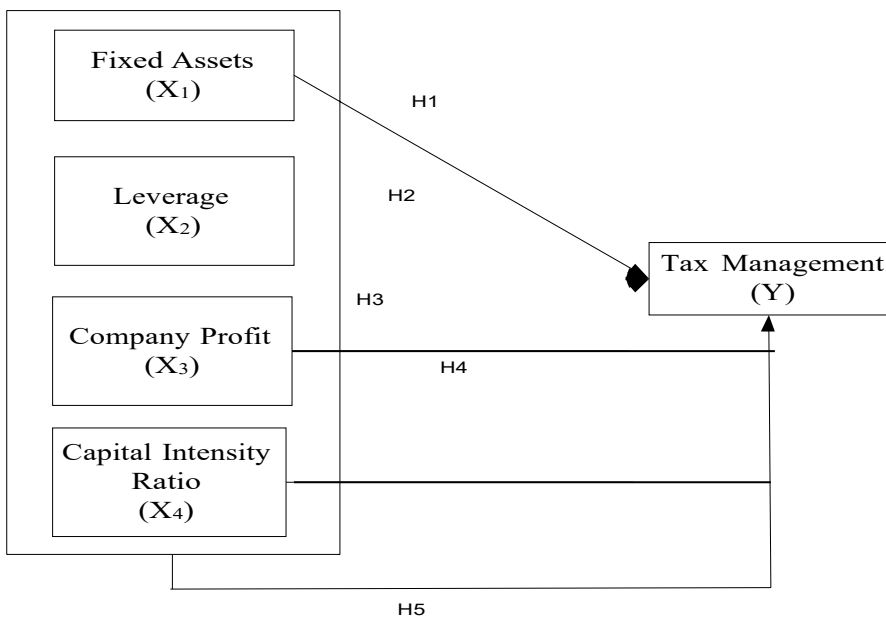 Fixed Assets
(X₁)
H1
Leverage
(X₂)
H2
Tax Management
(Y)
H3
Company Profit
(X₃)
H4
Capital Intensity
Ratio
(X₄)
H5